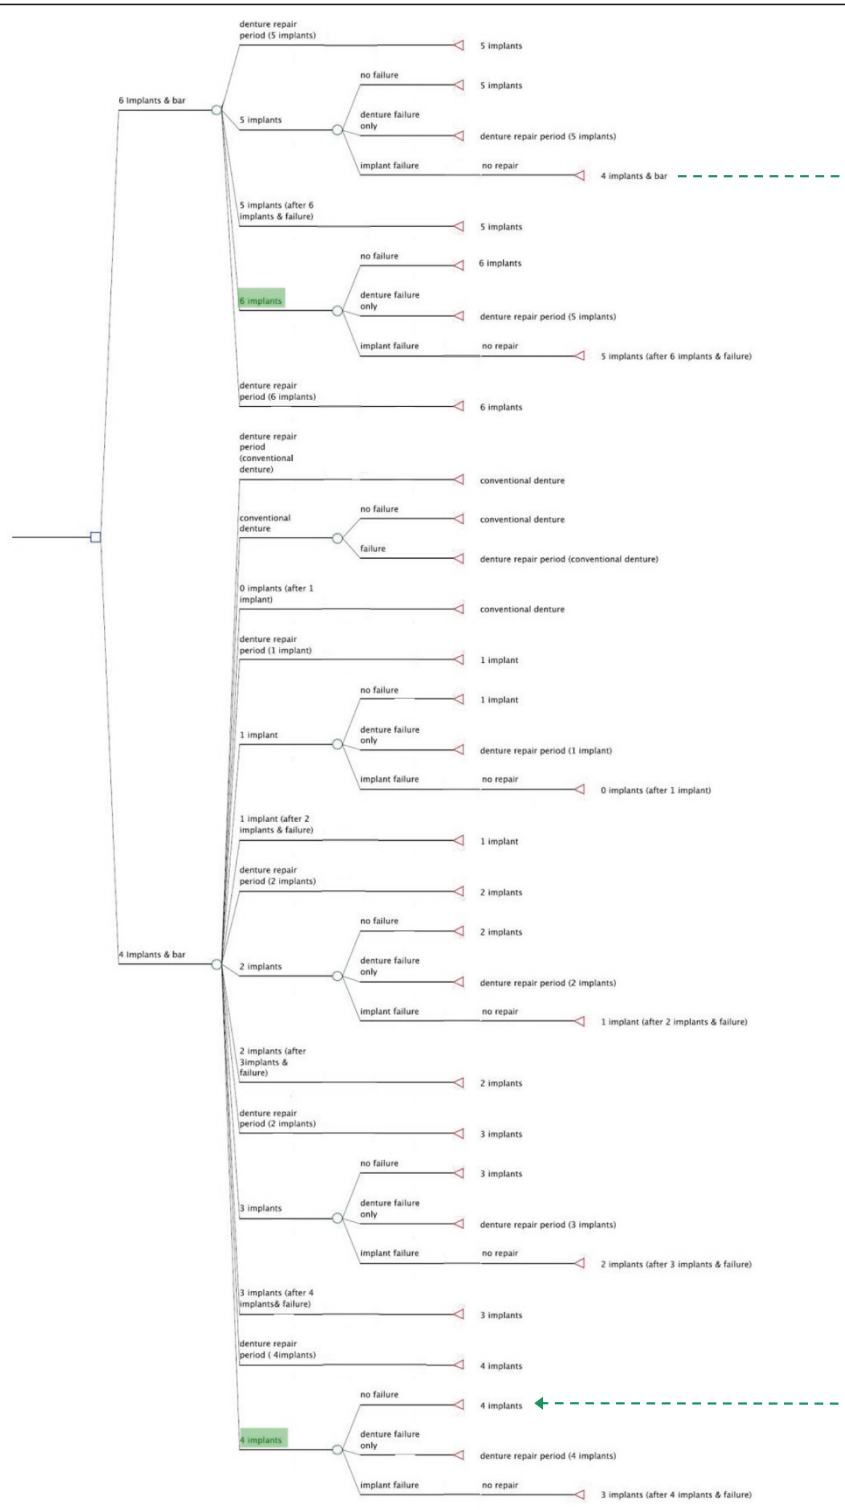 denture repair
period (5 implants)
5 implants
no failure
5 implants
6 Implants & bar
5 implants
denture failure
only
denture repair period (5 implants)
implant failure
no repair
4 implants & bar
5 implants (after 6
implants & failure)
5 implants
no failure
6 implants
6 implants
denture failure
only
denture repair period (5 implants)
implant failure
no repair
5 implants (after 6 implants & failure)
denture repair
period (6 implants)
6 implants
denture repair
period
(conventional
denture)
conventional denture
conventional
denture
no failure
conventional denture
failure
denture repair period (conventional denture)
0 implants (after 1
implant)
conventional denture
denture repair
period (1 implant)
1 implant
no failure
1 implant
1 implant
denture failure
only
denture repair period (1 implant)
implant failure
no repair
0 implants (after 1 implant)
1 implant (after 2
implants & failure)
1 implant
denture repair
period (2 implants)
2 implants
no failure
2 implants
4 Implants & bar
2 implants
denture failure
only
denture repair period (2 implants)
implant failure
no repair
1 implant (after 2 implants & failure)
2 implants (after
3implants &
failure)
2 implants
denture repair
period (2 implants)
3 implants
no failure
3 implants
3 implants
denture failure
only
denture repair period (3 implants)
implant failure
no repair
2 implants (after 3 implants & failure)
3 implants (after 4
implants& failure)
3 implants
denture repair
period ( 4implants)
4 implants
no failure
4 implants
4 implants
denture failure
only
denture repair period (4 implants)
implant failure
no repair
3 implants (after 4 implants & failure)